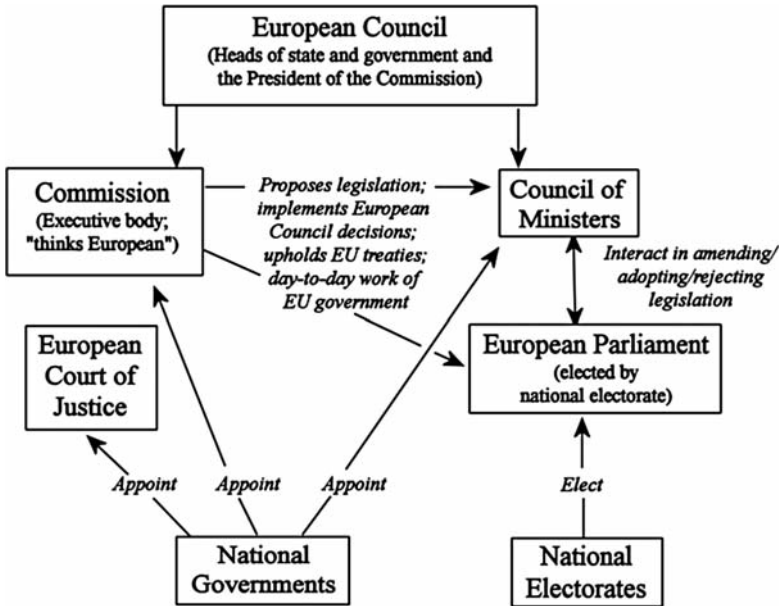 European Council
(Heads of state and government and
the President of the Commission)
Commission
(Executive body;
"thinks European")
Proposes legislation;
implements European
Council decisions;
upholds EU treaties;
day-to-day work of
EU government
Council of
Ministers
Interact in amending/
adopting/rejecting
legislation
European
Court of
Justice
European Parliament
(elected by
national electorate)
Appoint
Appoint
Appoint
Elect
National
Governments
National
Electorates